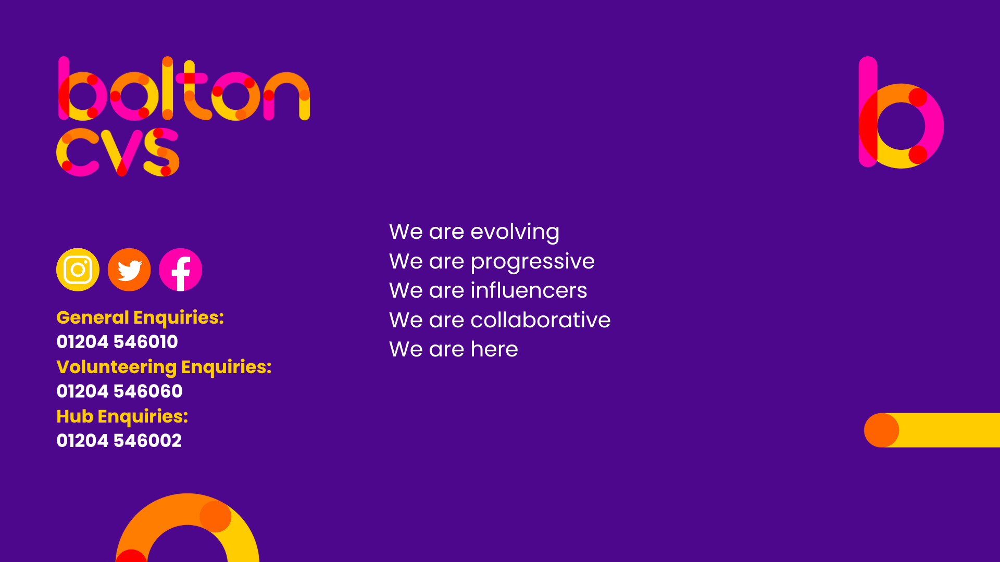 bolton
cvs
b
We are evolving
We are progressive
We are influencers
We are collaborative
We are here
General Enquiries:
01204 546010
Volunteering Enquiries:
01204 546060
Hub Enquiries:
01204 546002